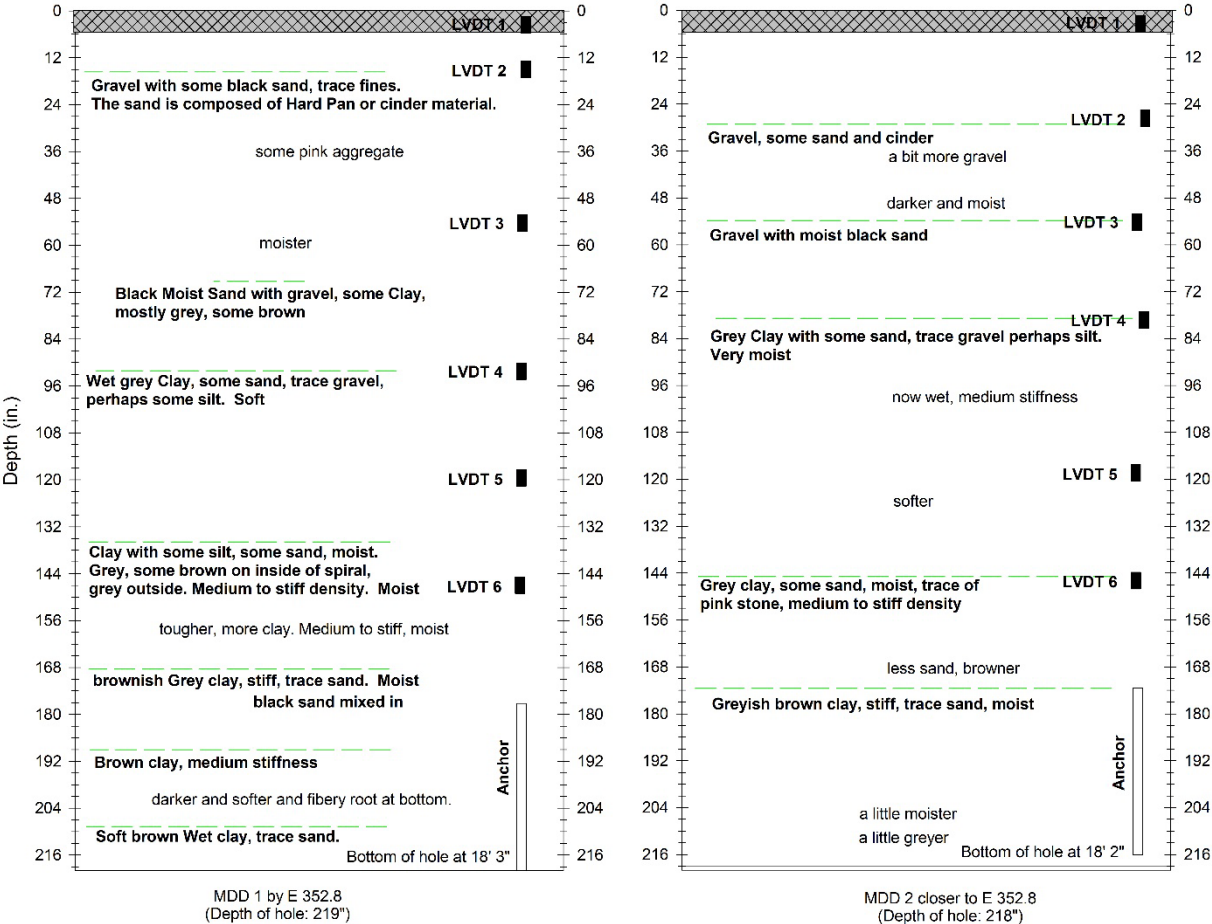 Depth (in.)
0
12
24
36
48
60
72
84
96
108
120
132
144
156
168
180
192
204
216
LVDT 1
LVDT 2
Gravel with some black sand, trace fines.
The sand is composed of Hard Pan or cinder material.
some pink aggregate
LVDT 3
moister
Black Moist Sand with gravel, some Clay,
mostly grey, some brown
LVDT 4
Wet grey Clay, some sand, trace gravel,
perhaps some silt. Soft
LVDT 5
Clay with some silt, some sand, moist.
Grey, some brown on inside of spiral,
grey outside. Medium to stiff density. Moist
LVDT 6
tougher, more clay. Medium to stiff, moist
brownish Grey clay, stiff, trace sand. Moist
black sand mixed in
Anchor
Brown clay, medium stiffness
darker and softer and fibery root at bottom.
Soft brown Wet clay, trace sand.
Bottom of hole at 18' 3"
0
12
24
36
48
60
72
84
96
108
120
132
144
156
168
180
192
204
216
MDD 1 by E 352.8
(Depth of hole: 219")
0
12
24
36
48
60
72
84
96
108
120
132
144
156
168
180
192
204
216
LVDT 1
LVDT 2
Gravel, some sand and cinder
a bit more gravel
darker and moist
LVDT 3
Gravel with moist black sand
LVDT 4
Grey Clay with some sand, trace gravel perhaps silt.
Very moist
now wet, medium stiffness
LVDT 5
softer
LVDT 6
Grey clay, some sand, moist, trace of
pink stone, medium to stiff density
less sand, browner
Greyish brown clay, stiff, trace sand, moist
Anchor
a little moister
a little greyer
Bottom of hole at 18' 2"
0
12
24
36
48
60
72
84
96
108
120
132
144
156
168
180
192
204
216
MDD 2 closer to E 352.8
(Depth of hole: 218")